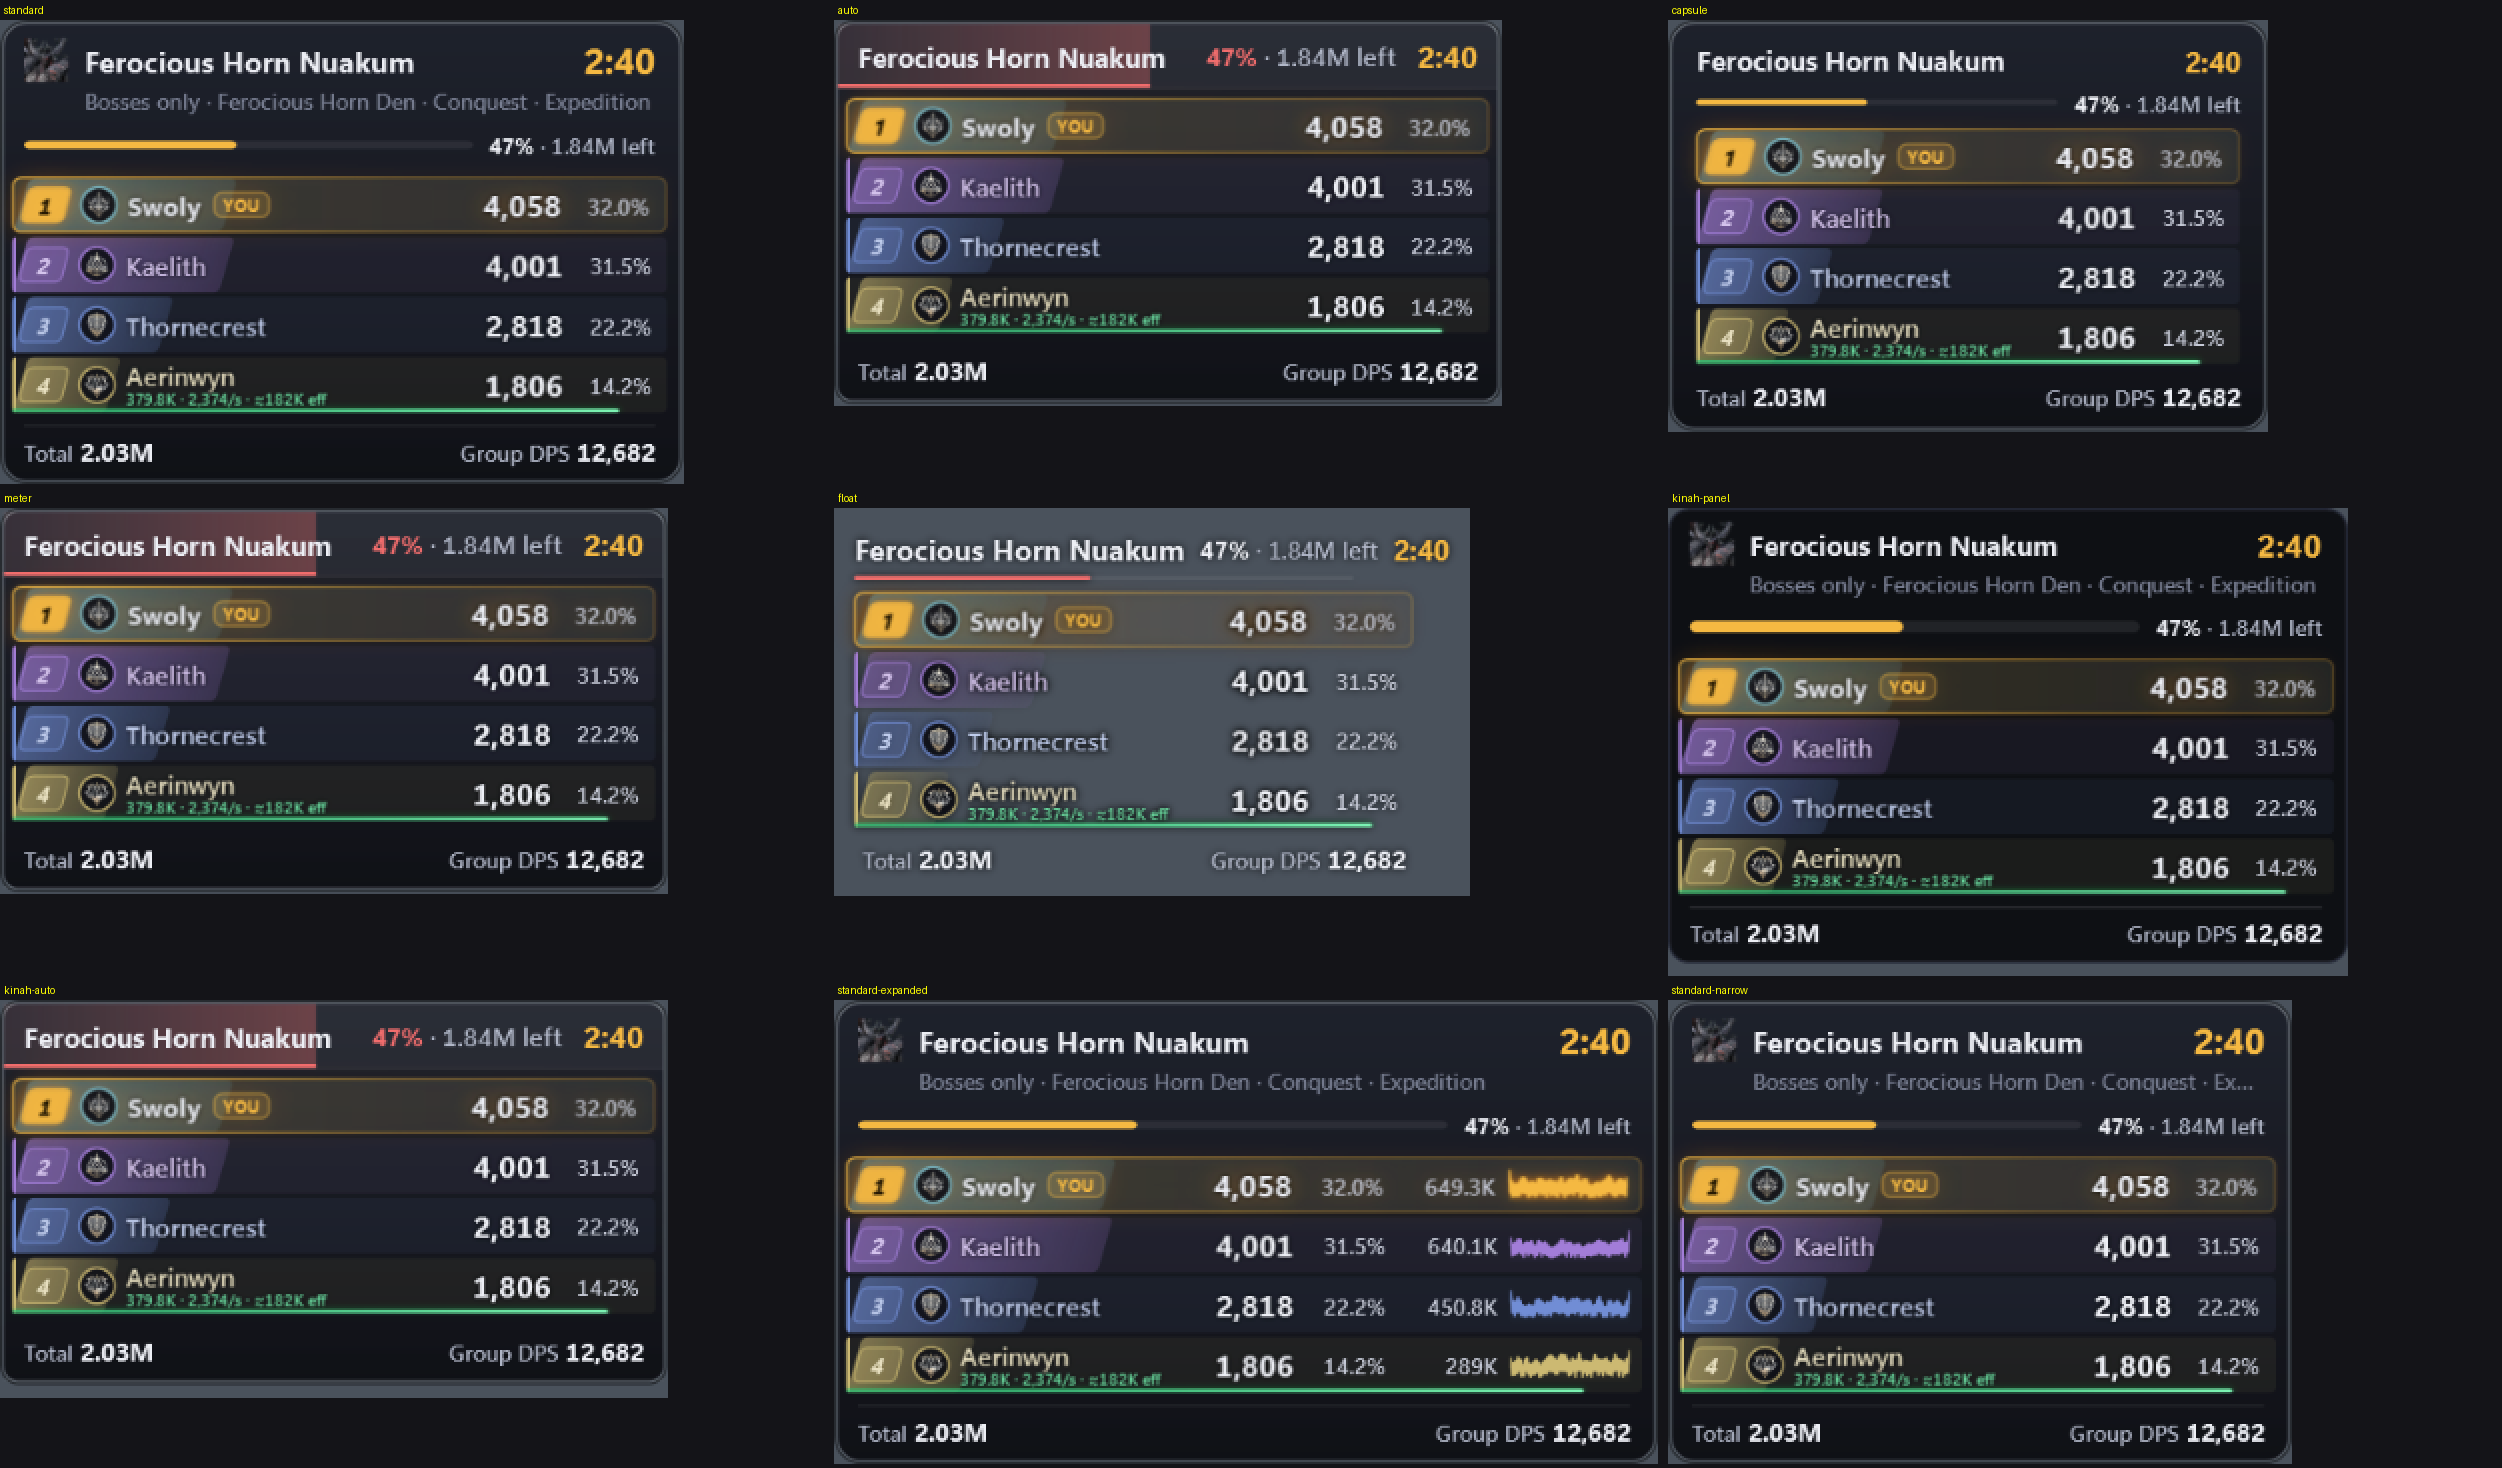 standard
Ferocious Horn Nuakum 2:40
Bosses only · Ferocious Horn Den · Conquest · Expedition
47% · 1.84M left
1 Swoly YOU 4,058 32.0%
2 Kaelith 4,001 31.5%
3 Thornecrest 2,818 22.2%
4 Aerinwyn 1,806 14.2%
379.8K · 2,374/s · ≈182K eff
Total 2.03M Group DPS 12,682
auto
Ferocious Horn Nuakum 47% · 1.84M left 2:40
1 Swoly YOU 4,058 32.0%
2 Kaelith 4,001 31.5%
3 Thornecrest 2,818 22.2%
4 Aerinwyn 1,806 14.2%
379.8K · 2,374/s · ≈182K eff
Total 2.03M Group DPS 12,682
capsule
Ferocious Horn Nuakum 2:40
47% · 1.84M left
1 Swoly YOU 4,058 32.0%
2 Kaelith 4,001 31.5%
3 Thornecrest 2,818 22.2%
4 Aerinwyn 1,806 14.2%
379.8K · 2,374/s · ≈182K eff
Total 2.03M Group DPS 12,682
meter
Ferocious Horn Nuakum 47% · 1.84M left 2:40
1 Swoly YOU 4,058 32.0%
2 Kaelith 4,001 31.5%
3 Thornecrest 2,818 22.2%
4 Aerinwyn 1,806 14.2%
379.8K · 2,374/s · ≈182K eff
Total 2.03M Group DPS 12,682
float
Ferocious Horn Nuakum 47% · 1.84M left 2:40
1 Swoly YOU 4,058 32.0%
2 Kaelith 4,001 31.5%
3 Thornecrest 2,818 22.2%
4 Aerinwyn 1,806 14.2%
379.8K · 2,374/s · ≈182K eff
Total 2.03M Group DPS 12,682
kinah-panel
Ferocious Horn Nuakum 2:40
Bosses only · Ferocious Horn Den · Conquest · Expedition
47% · 1.84M left
1 Swoly YOU 4,058 32.0%
2 Kaelith 4,001 31.5%
3 Thornecrest 2,818 22.2%
4 Aerinwyn 1,806 14.2%
379.8K · 2,374/s · ≈182K eff
Total 2.03M Group DPS 12,682
kinah-auto
Ferocious Horn Nuakum 47% · 1.84M left 2:40
1 Swoly YOU 4,058 32.0%
2 Kaelith 4,001 31.5%
3 Thornecrest 2,818 22.2%
4 Aerinwyn 1,806 14.2%
379.8K · 2,374/s · ≈182K eff
Total 2.03M Group DPS 12,682
standard-expanded
Ferocious Horn Nuakum 2:40
Bosses only · Ferocious Horn Den · Conquest · Expedition
47% · 1.84M left
1 Swoly YOU 4,058 32.0% 649.3K
2 Kaelith 4,001 31.5% 640.1K
3 Thornecrest 2,818 22.2% 450.8K
4 Aerinwyn 1,806 14.2% 289K
379.8K · 2,374/s · ≈182K eff
Total 2.03M Group DPS 12,682
standard-narrow
Ferocious Horn Nuakum 2:40
Bosses only · Ferocious Horn Den · Conquest · Ex...
47% · 1.84M left
1 Swoly YOU 4,058 32.0%
2 Kaelith 4,001 31.5%
3 Thornecrest 2,818 22.2%
4 Aerinwyn 1,806 14.2%
379.8K · 2,374/s · ≈182K eff
Total 2.03M Group DPS 12,682